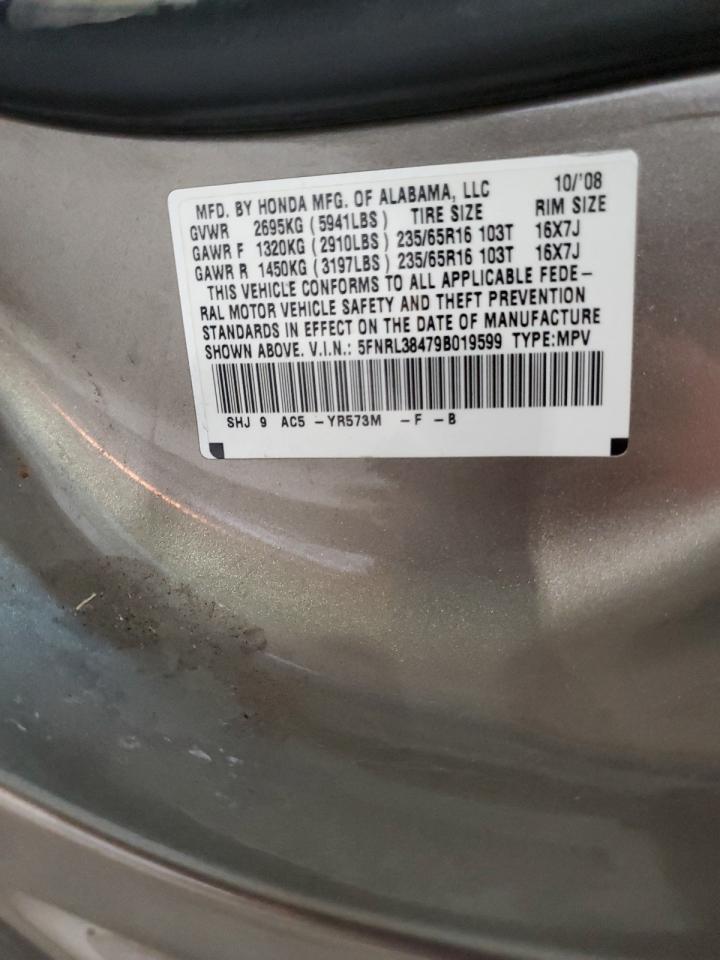 MFD. BY HONDA MFG. OF ALABAMA, LLC 10/'08
GVWR 2695KG (5941LBS) TIRE SIZE RIM SIZE
GAWR F 1320KG (2910LBS) 235/65R16 103T 16X7J
GAWR R 1450KG (3197LBS) 235/65R16 103T 16X7J
THIS VEHICLE CONFORMS TO ALL APPLICABLE FEDE-
RAL MOTOR VEHICLE SAFETY AND THEFT PREVENTION
STANDARDS IN EFFECT ON THE DATE OF MANUFACTURE
SHOWN ABOVE. V.I.N.: 5FNRL38479B019599 TYPE:MPV
SHJ 9 AC5 -YR573M -F -B